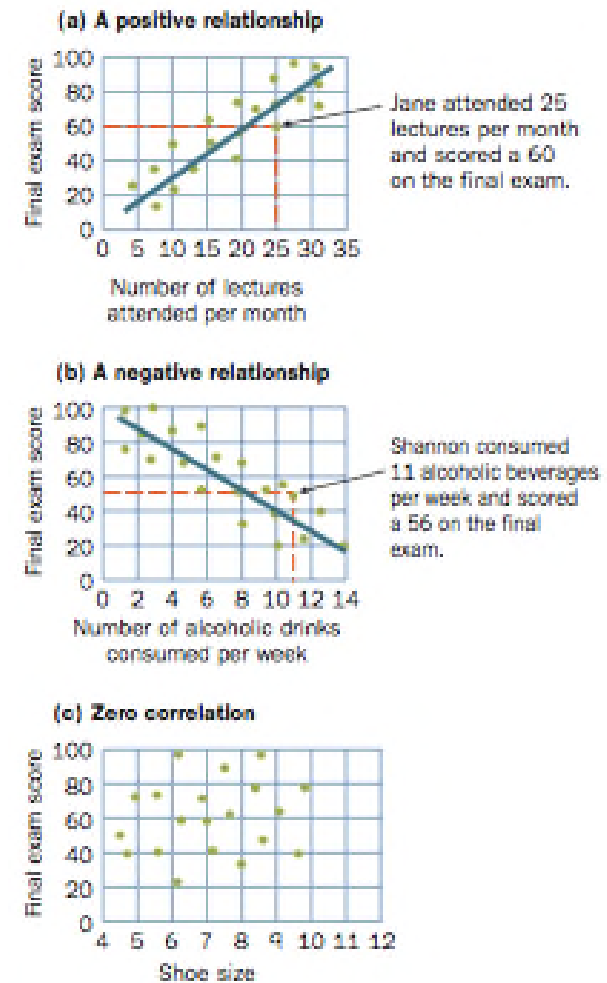 (a) A positive relationship
Final exam score
100
80
60
40
20
0
0 5 10 15 20 25 30 35
Number of lectures
attended per month
Jane attended 25
lectures per month
and scored a 60
on the final exam.
(b) A negative relationship
Final exam score
100
80
60
40
20
0
0 2 4 6 8 10 12 14
Number of alcoholic drinks
consumed per week
Shannon consumed
11 alcoholic beverages
per week and scored
a 56 on the final
exam.
(c) Zero correlation
Final exam score
100
80
60
40
20
0
4 5 6 7 8 9 10 11 12
Shoe size